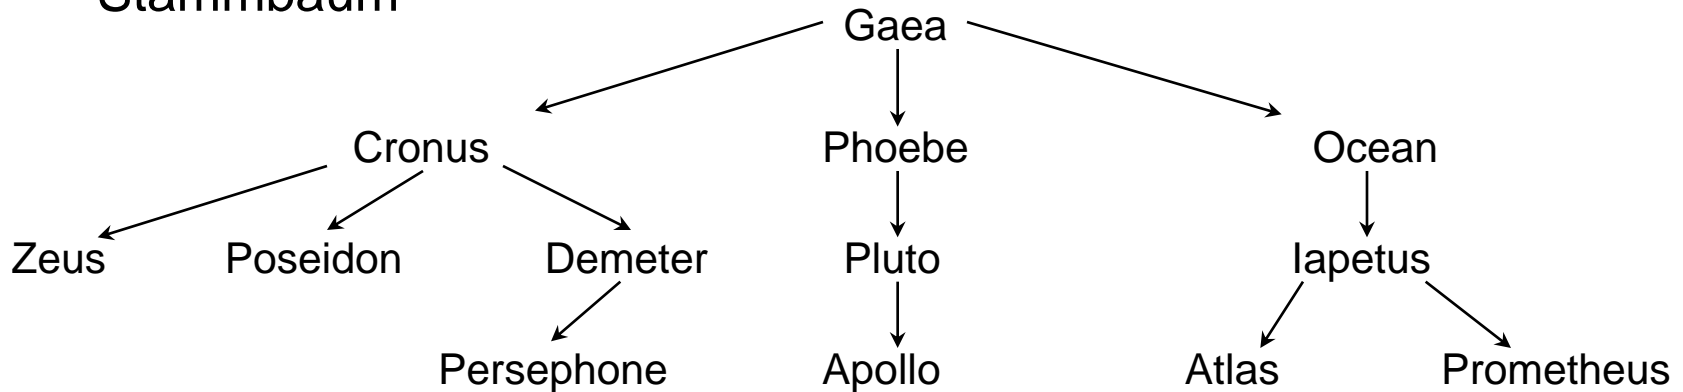 Stammbaum
Gaea
Cronus Phoebe Ocean
Zeus Poseidon Demeter Pluto Iapetus
Persephone Apollo Atlas Prometheus